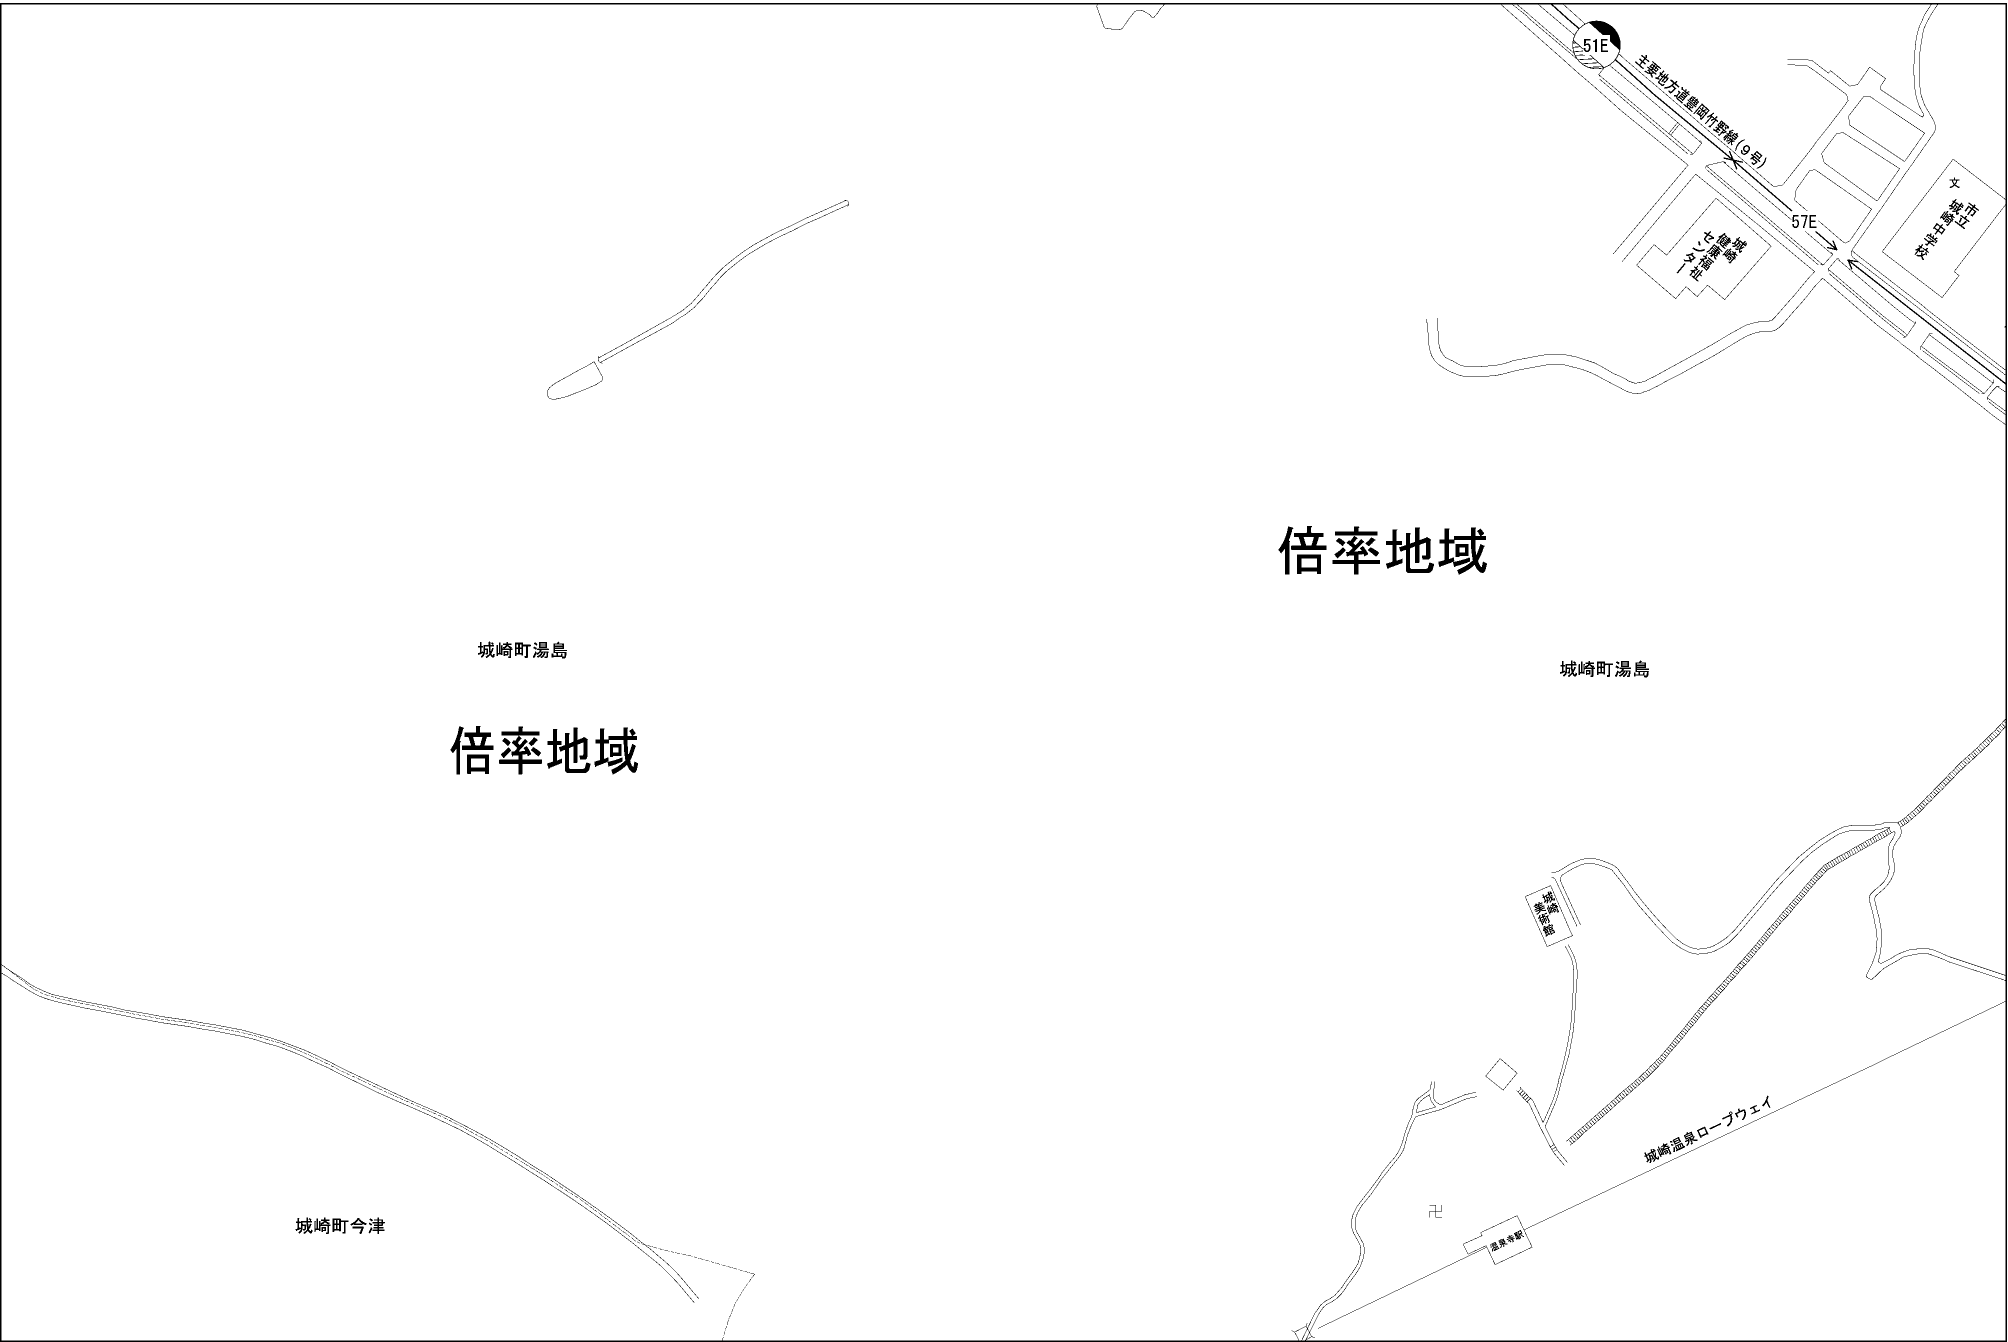 51E
主要地方道豊岡竹野線(9号)
文
市立
城崎中学校
57E
城崎
健康福祉
センター
倍率地域
城崎町湯島
城崎町湯島
倍率地域
城崎
美術館
城崎温泉ロープウェイ
卍
城崎町今津
温泉寺駅